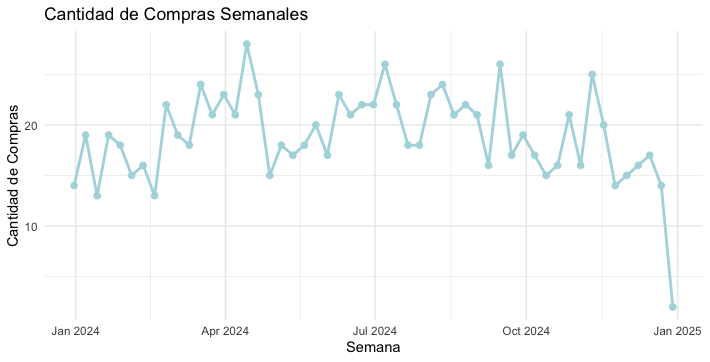 Cantidad de Compras Semanales
Cantidad de Compras
20
10
Jan 2024
Apr 2024
Jul 2024
Oct 2024
Jan 2025
Semana